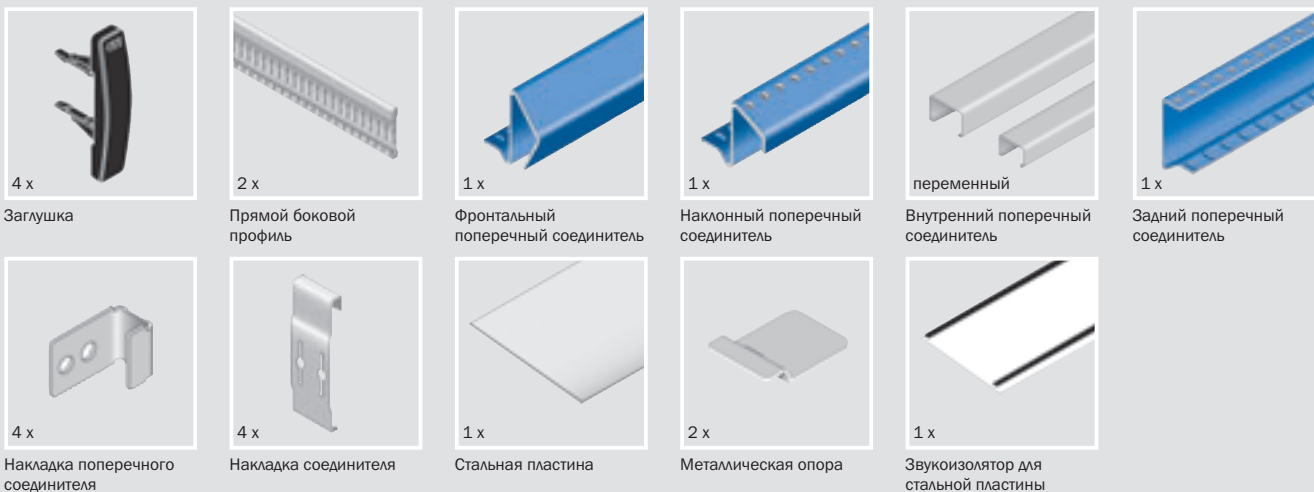 4 x
Заглушка
2 x
Прямой боковой
профиль
1 x
Фронтальный
поперечный соединитель
1 x
Наклонный поперечный
соединитель
переменный
Внутренний поперечный
соединитель
1 x
Задний поперечный
соединитель
4 x
Накладка поперечного
соединителя
4 x
Накладка соединителя
1 x
Стальная пластина
2 x
Металлическая опора
1 x
Звукоизолятор для
стальной пластины